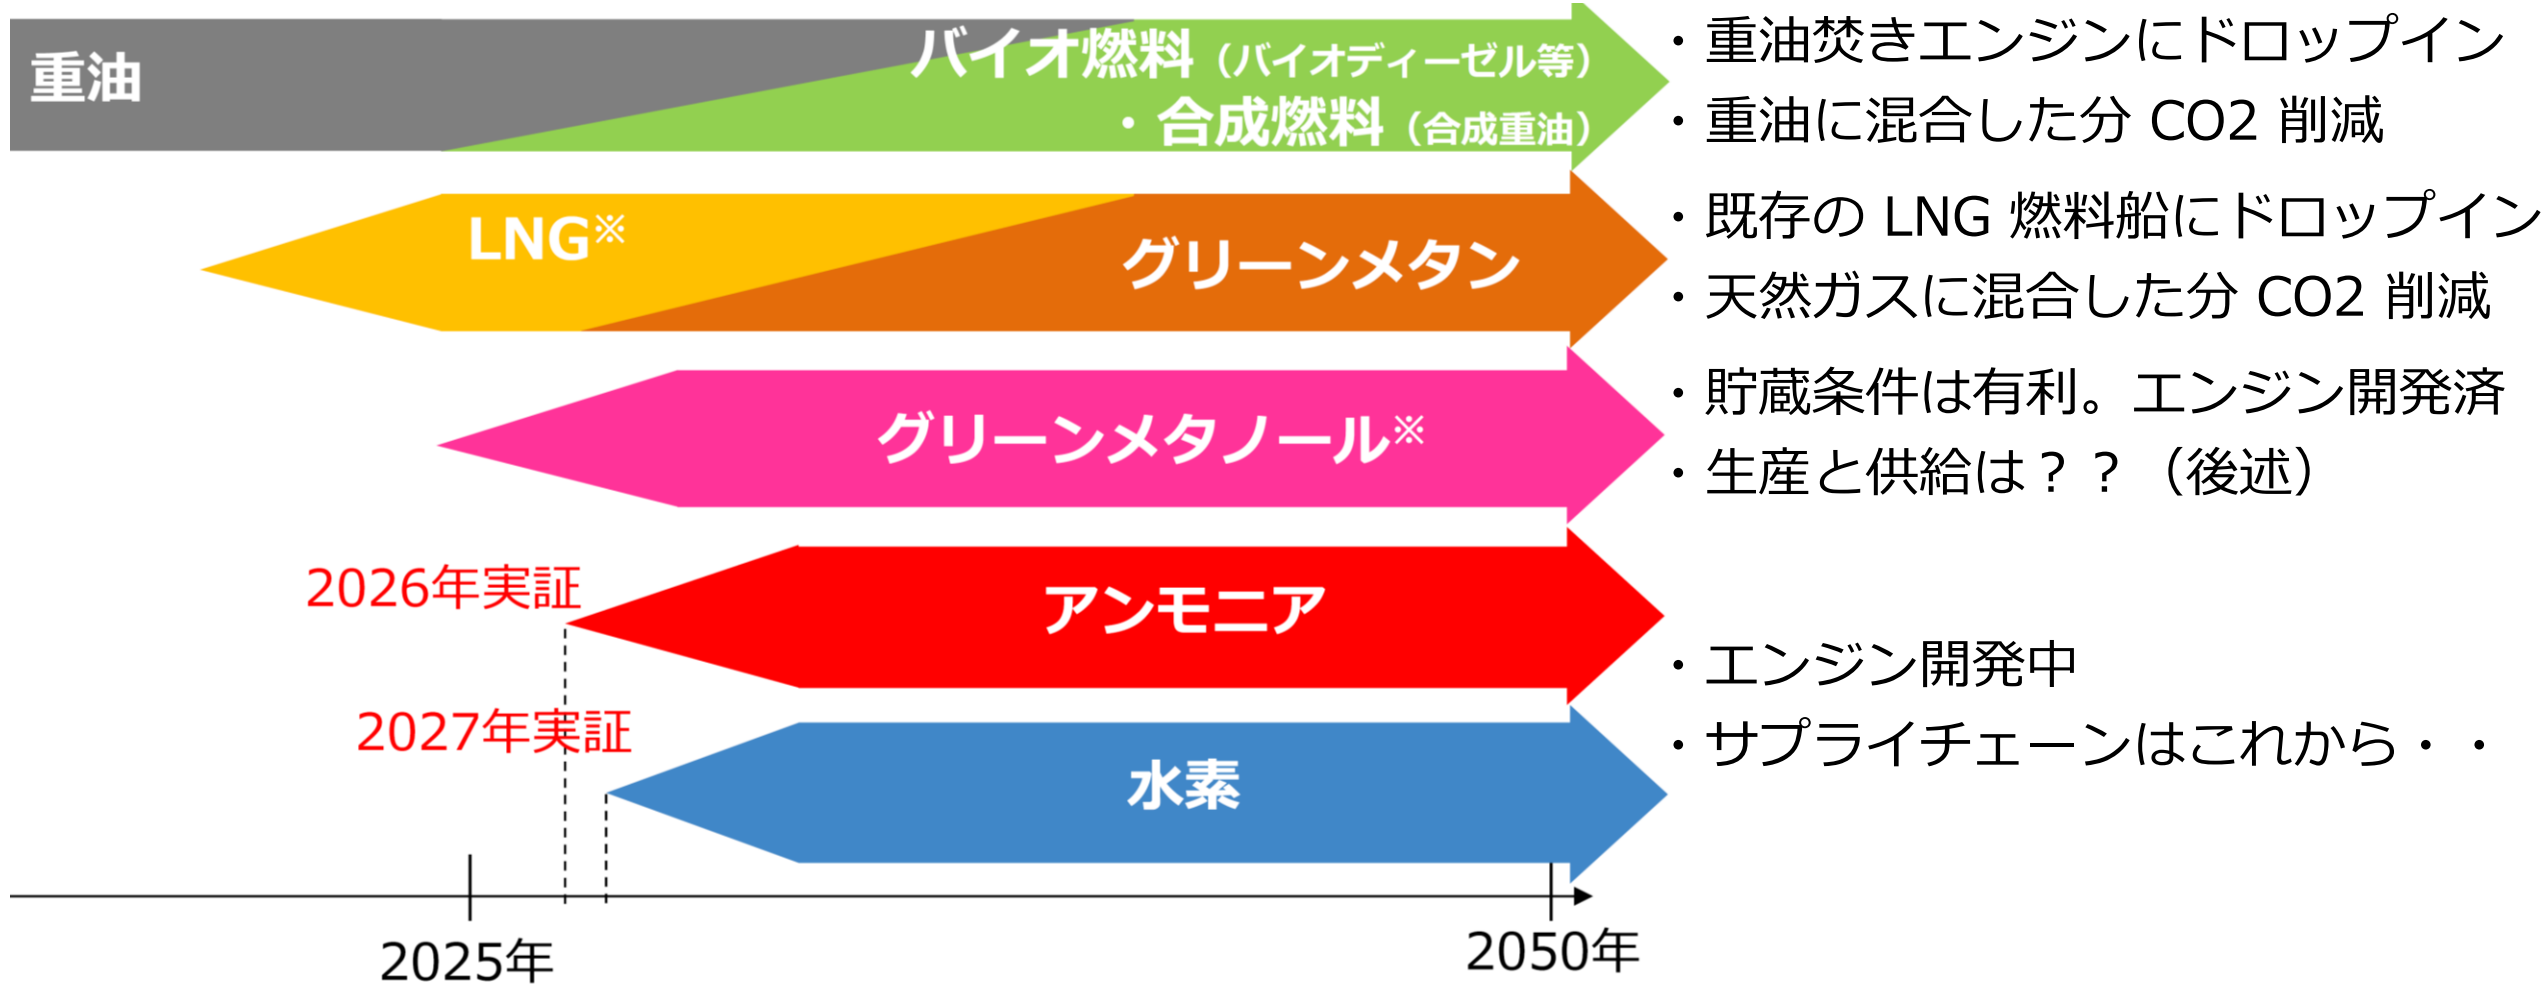 重油
バイオ燃料（バイオディーゼル等）
・合成燃料（合成重油）
・重油焚きエンジンにドロップイン
・重油に混合した分 CO2 削減
LNG※
グリーンメタン
・既存の LNG 燃料船にドロップイン
・天然ガスに混合した分 CO2 削減
グリーンメタノール※
・貯蔵条件は有利。エンジン開発済
・生産と供給は？？（後述）
2026年実証
アンモニア
2027年実証
水素
・エンジン開発中
・サプライチェーンはこれから・・
2025年
2050年